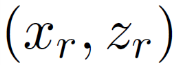 (x_r, z_r)